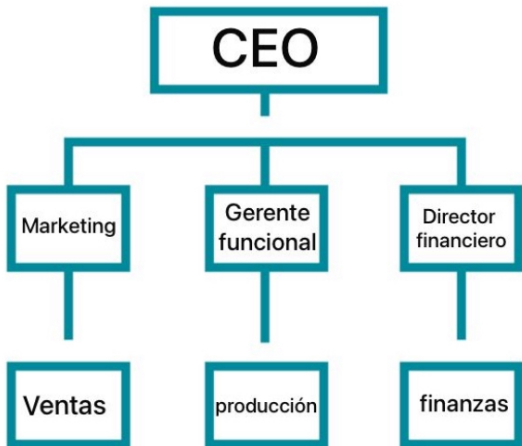 CEO
Marketing
Gerente
funcional
Director
financiero
Ventas
producción
finanzas